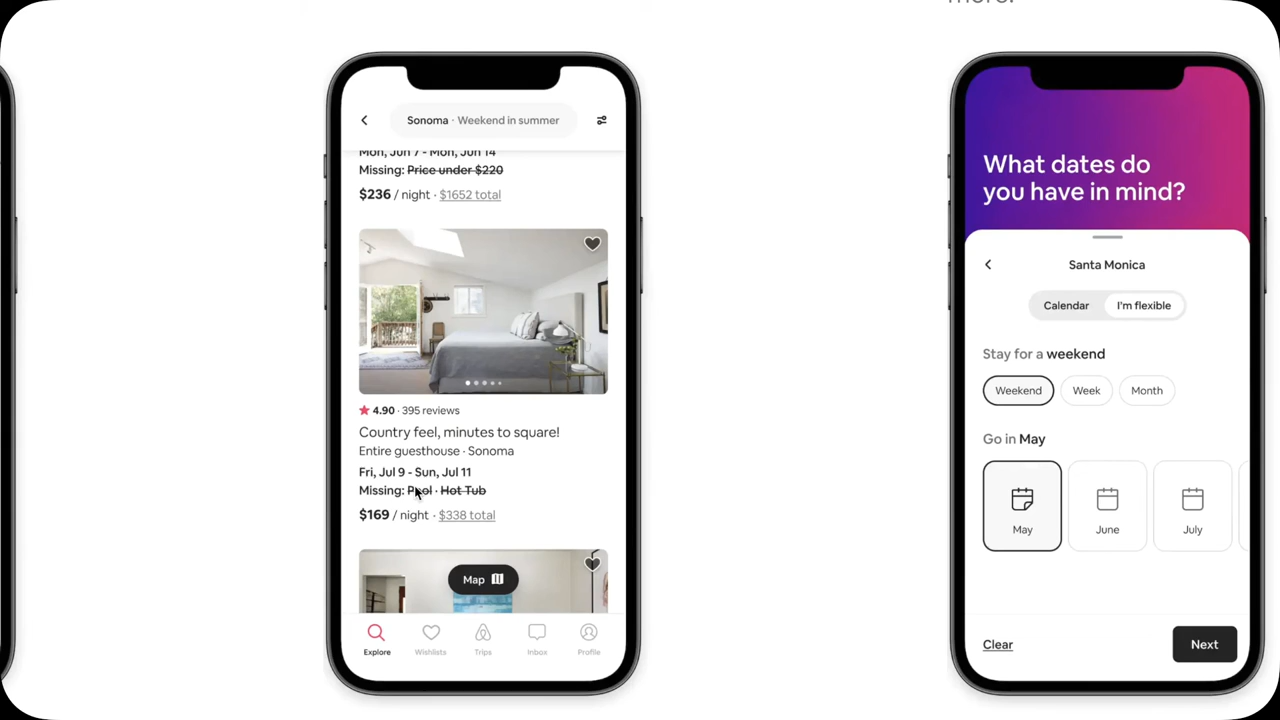 more.
Sonoma · Weekend in summer
Mon, Jun 7 - Mon, Jun 14
Missing: Price under $220
$236 / night · $1652 total
★ 4.90 · 395 reviews
Country feel, minutes to square!
Entire guesthouse · Sonoma
Fri, Jul 9 - Sun, Jul 11
Missing: Pool · Hot Tub
$169 / night · $338 total
Map
Explore Wishlists Trips Inbox Profile
What dates do
you have in mind?
Santa Monica
Calendar I'm flexible
Stay for a weekend
Weekend Week Month
Go in May
May June July
Clear Next